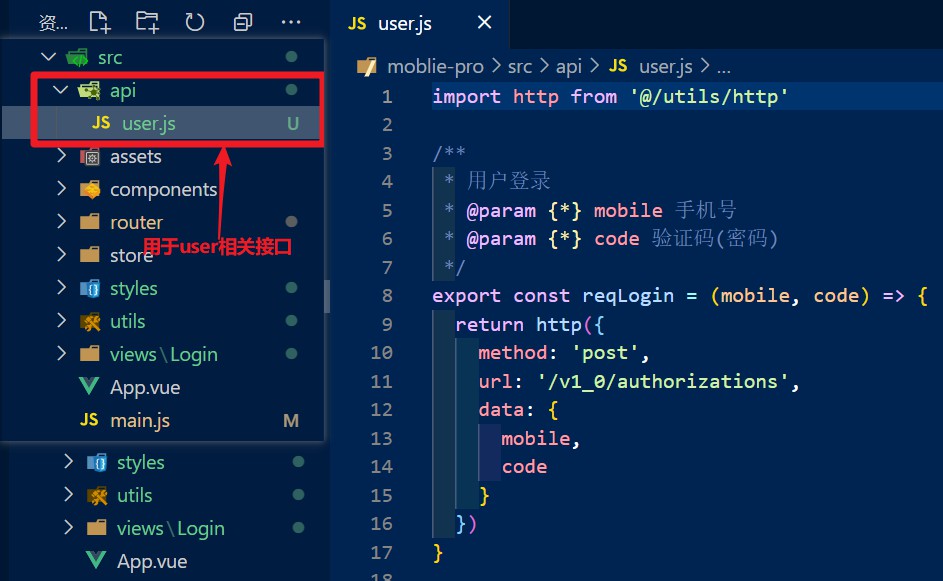 资...
src
api
JS user.js U
assets
components
router
store
用于user相关接口
styles
utils
views\Login
App.vue
JS main.js M
styles
utils
views\Login
App.vue
JS user.js ×
moblie-pro > src > api > JS user.js > ...
1 import http from '@/utils/http'
2
3 /**
4 * 用户登录
5 * @param {*} mobile 手机号
6 * @param {*} code 验证码(密码)
7 */
8 export const reqLogin = (mobile, code) => {
9 return http({
10 method: 'post',
11 url: '/v1_0/authorizations',
12 data: {
13 mobile,
14 code
15 }
16 })
17 }
18